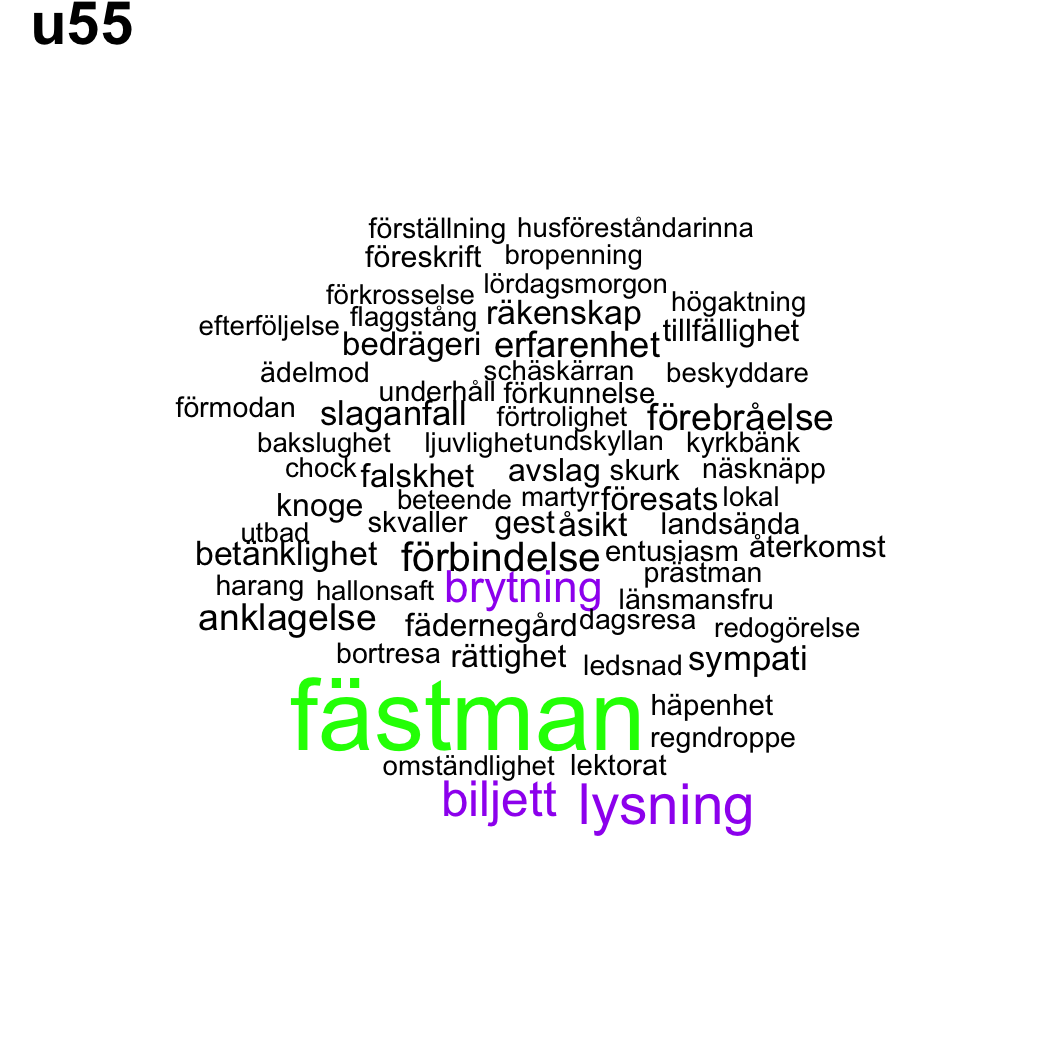 u55
förställning husföreståndarinna
föreskrift bropenning
förkrosselse lördagsmorgon högaktning
efterföljelse flaggstång räkenskap tillfällighet
bedrägeri erfarenhet
ädelmod schäskärran beskyddare
underhåll förkunnelse
förmodan slaganfall förtrolighet förebråelse
bakslughet ljuvlighet undskyllan kyrkbänk
chock falskhet avslag skurk näsknäpp
knoge beteende martyr föresats lokal
utbad skvaller gest åsikt landsända
betänklighet förbindelse entusiasm återkomst
prästman
harang hallonsaft brytning länsmansfru
anklagelse fädernegård dagsresa redogörelse
bortresa rättighet ledsnad sympati
fästman häpenhet
regndroppe
omständlighet lektorat
biljett lysning